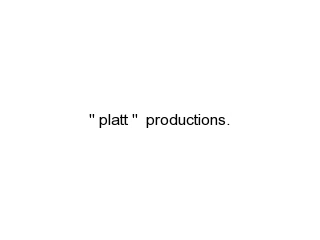 " platt "  productions.